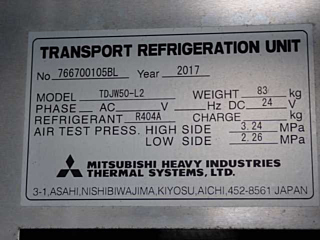 TRANSPORT REFRIGERATION UNIT
No 766700105BL Year 2017
MODEL TDJW50-L2 WEIGHT 83 kg
PHASE AC V Hz DC 24 V
REFRIGERANT R404A CHARGE kg
AIR TEST PRESS. HIGH SIDE 3.24 MPa
LOW SIDE 2.26 MPa
MITSUBISHI HEAVY INDUSTRIES
THERMAL SYSTEMS, LTD.
3-1,ASAHI,NISHIBIWAJIMA,KIYOSU,AICHI,452-8561 JAPAN